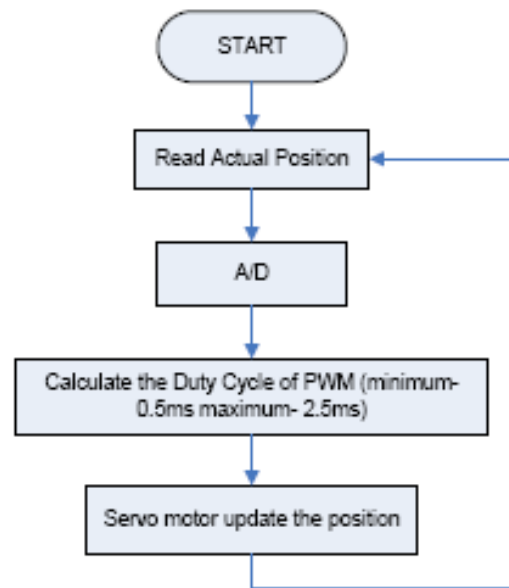 START
Read Actual Position
A/D
Calculate the Duty Cycle of PWM (minimum-
0.5ms maximum- 2.5ms)
Servo motor update the position